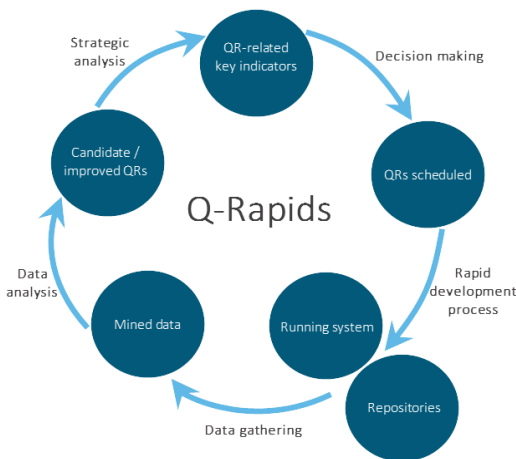 Strategic
analysis
QR-related
key indicators
Decision making
Candidate /
improved QRs
QRs scheduled
Q-Rapids
Data
analysis
Rapid
development
process
Mined data
Running system
Repositories
Data gathering